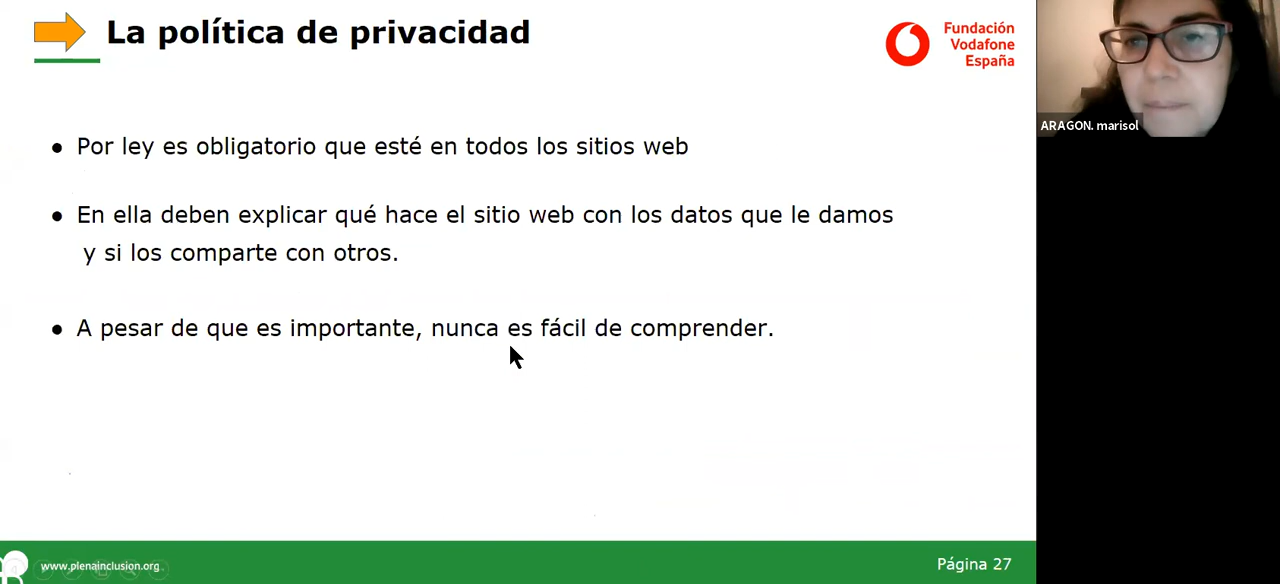 La política de privacidad
Fundación
Vodafone
España
ARAGON. marisol
● Por ley es obligatorio que esté en todos los sitios web
● En ella deben explicar qué hace el sitio web con los datos que le damos
y si los comparte con otros.
● A pesar de que es importante, nunca es fácil de comprender.
www.plenainclusion.org
Página 27